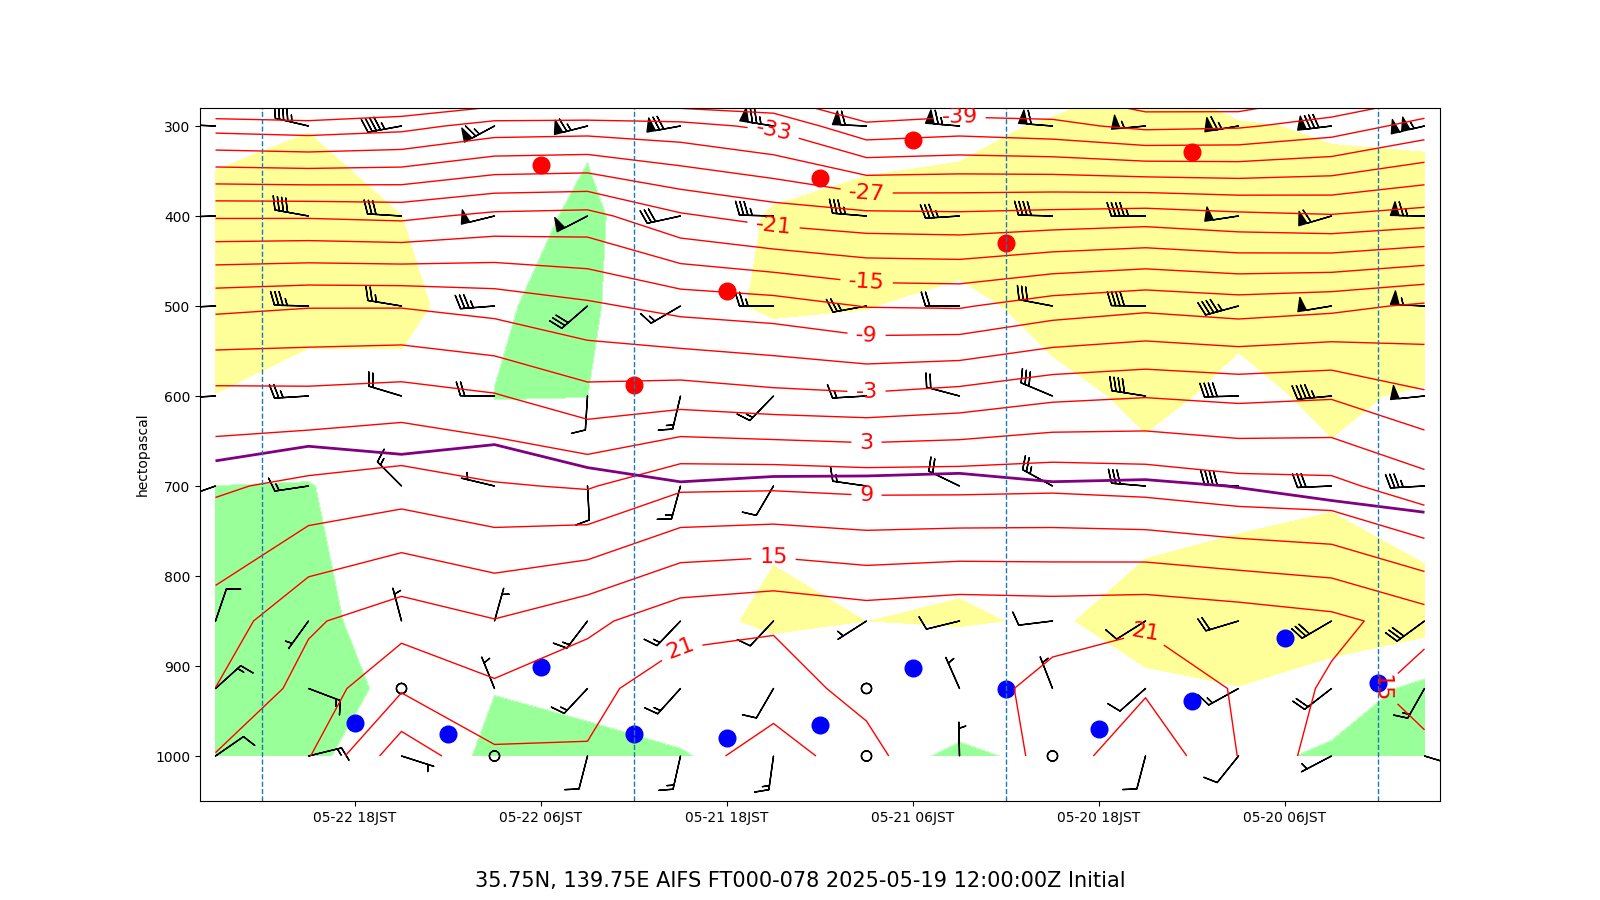 300
400
500
600
700
800
900
1000
hectopascal
-39
-33
-27
-21
-15
-9
-3
3
9
15
21
21
15
05-22 18JST
05-22 06JST
05-21 18JST
05-21 06JST
05-20 18JST
05-20 06JST
35.75N, 139.75E AIFS FT000-078 2025-05-19 12:00:00Z Initial